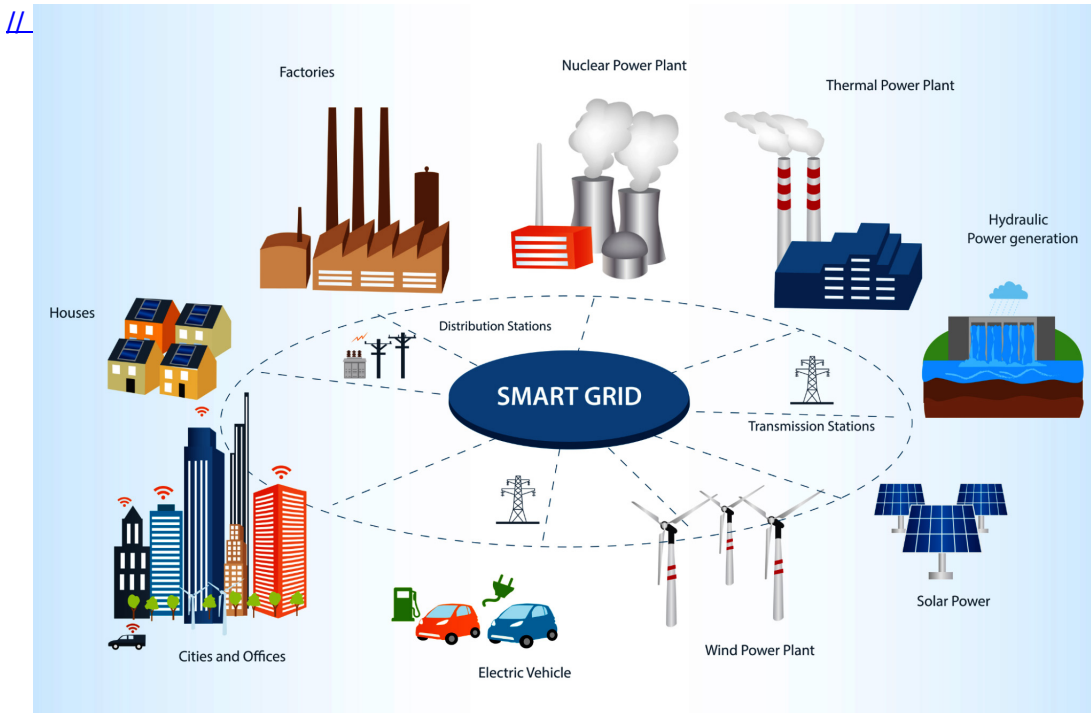 //
Factories
Nuclear Power Plant
Thermal Power Plant
Hydraulic
Power generation
Houses
Distribution Stations
SMART GRID
Transmission Stations
Solar Power
Wind Power Plant
Cities and Offices
Electric Vehicle